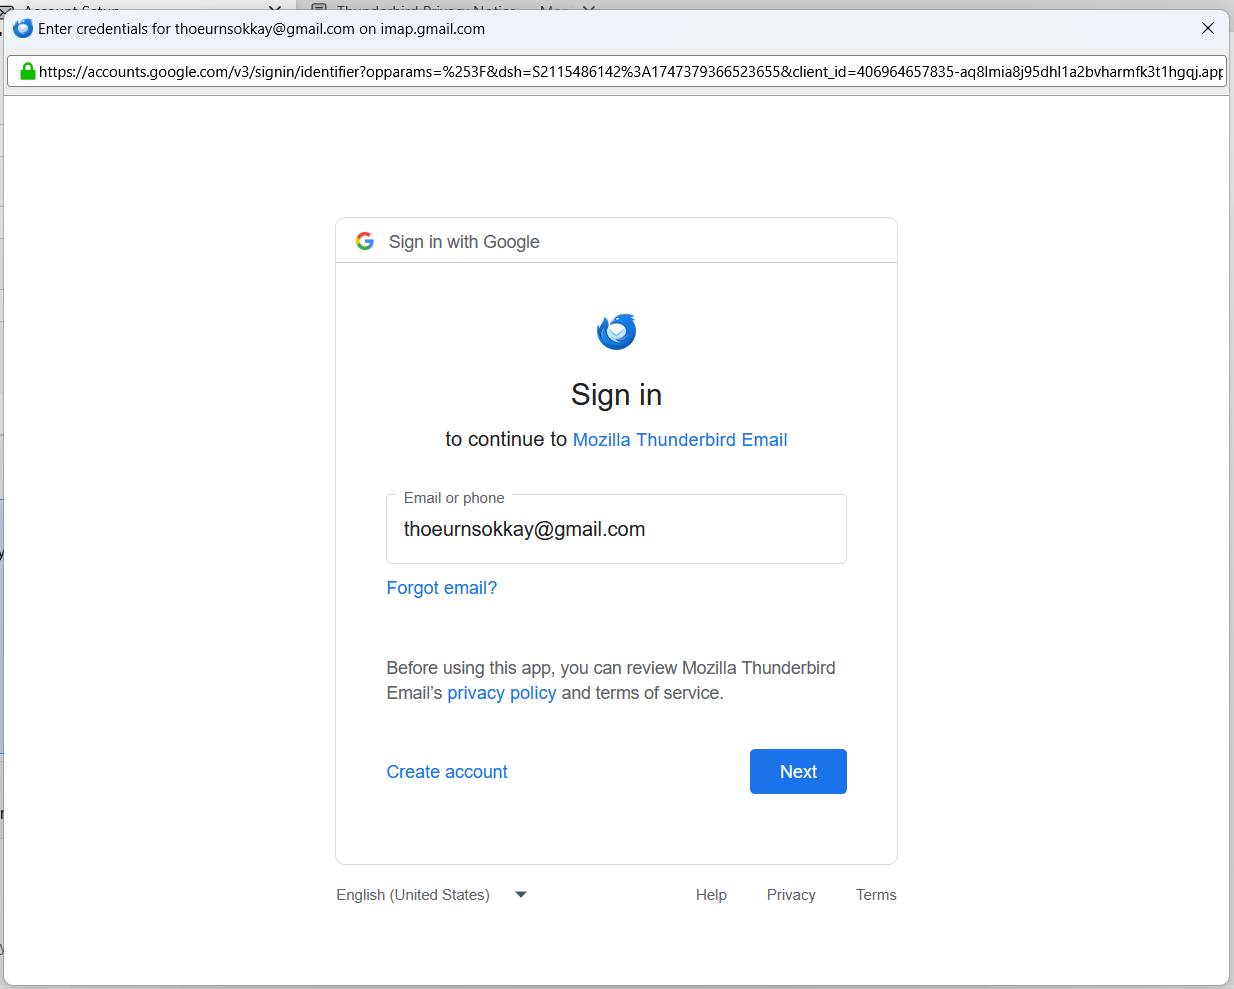 Enter credentials for thoeurnsokkay@gmail.com on imap.gmail.com
https://accounts.google.com/v3/signin/identifier?opparams=%253F&dsh=S2115486142%3A1747379366523655&client_id=406964657835-aq8lmia8j95dhl1a2bvharmfk3t1hgqj.app
Sign in with Google
Sign in
to continue to Mozilla Thunderbird Email
Email or phone
thoeurnsokkay@gmail.com
Forgot email?
Before using this app, you can review Mozilla Thunderbird
Email’s privacy policy and terms of service.
Create account
Next
English (United States)
Help Privacy Terms